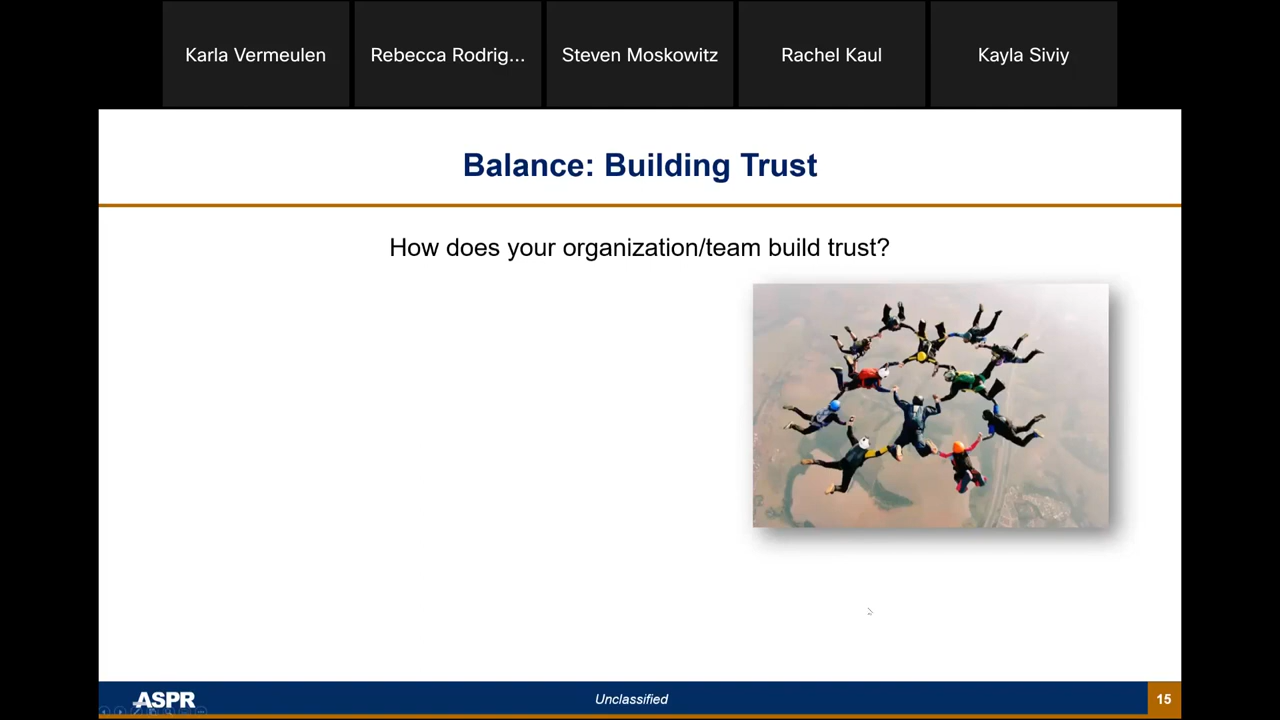 Karla Vermeulen
Rebecca Rodrig...
Steven Moskowitz
Rachel Kaul
Kayla Siviy
Balance: Building Trust
How does your organization/team build trust?
ASPR
Unclassified
15